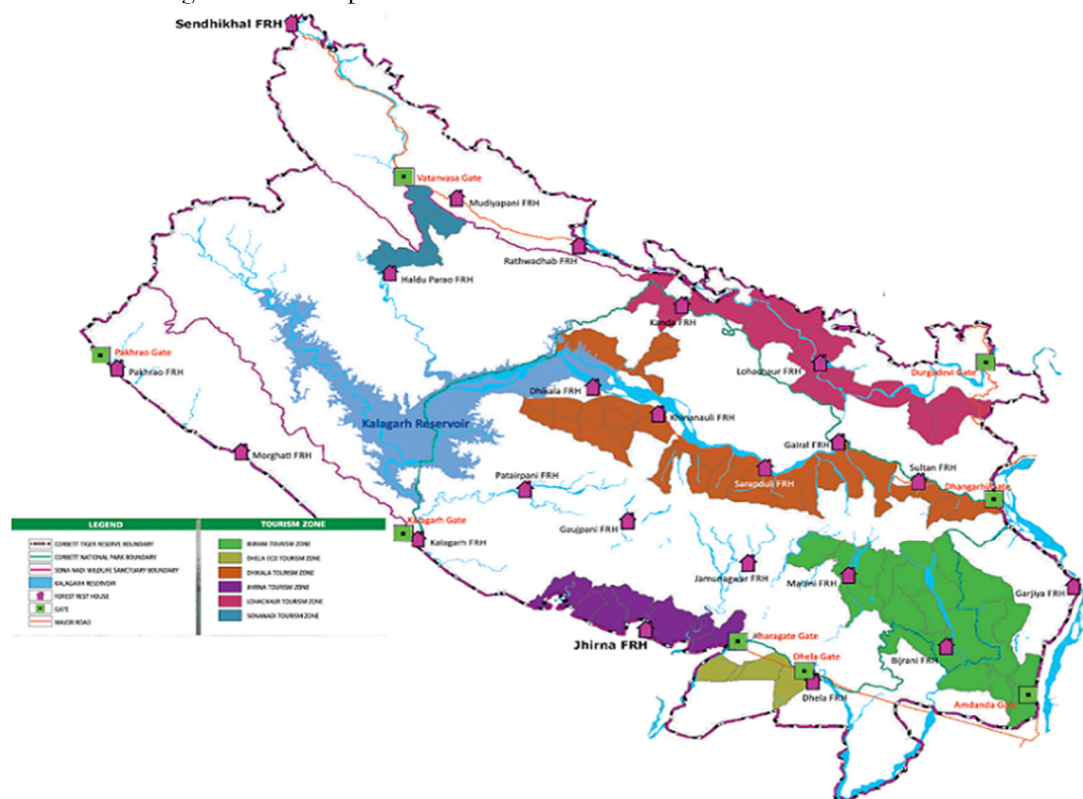 Sendhikhal FRH
Vatanvasa Gate
Mudiyapani FRH
Rathwadhab FRH
Haldu Parao FRH
Kanda FRH
Pakhrao Gate
Pakhrao FRH
Lohachaur FRH
Durgadevi Gate
Dhikala FRH
Khinanauli FRH
Kalagarh Reservoir
Gairal FRH
Morghati FRH
Sultan FRH
Sarapduli FRH
Patairpani FRH
Dhangarhi Gate
Gaujpani FRH
Kalagarh Gate
Kalagarh FRH
Jamunagwar FRH
Malani FRH
Garjiya FRH
Jhirna FRH
Kharagate Gate
Dhela Gate
Bijrani FRH
Dhela FRH
Amdanda Gate
LEGEND
CORBETT TIGER RESERVE BOUNDARY
CORBETT NATIONAL PARK BOUNDARY
SONA NADI WILDLIFE SANCTUARY BOUNDARY
KALAGARH RESERVOIR
FOREST REST HOUSE
GATE
MAJOR ROAD
TOURISM ZONE
BIJRANI TOURISM ZONE
DHELA ECO TOURISM ZONE
DHIKALA TOURISM ZONE
JHIRNA TOURISM ZONE
LOHACHAUR TOURISM ZONE
SONANADI TOURISM ZONE